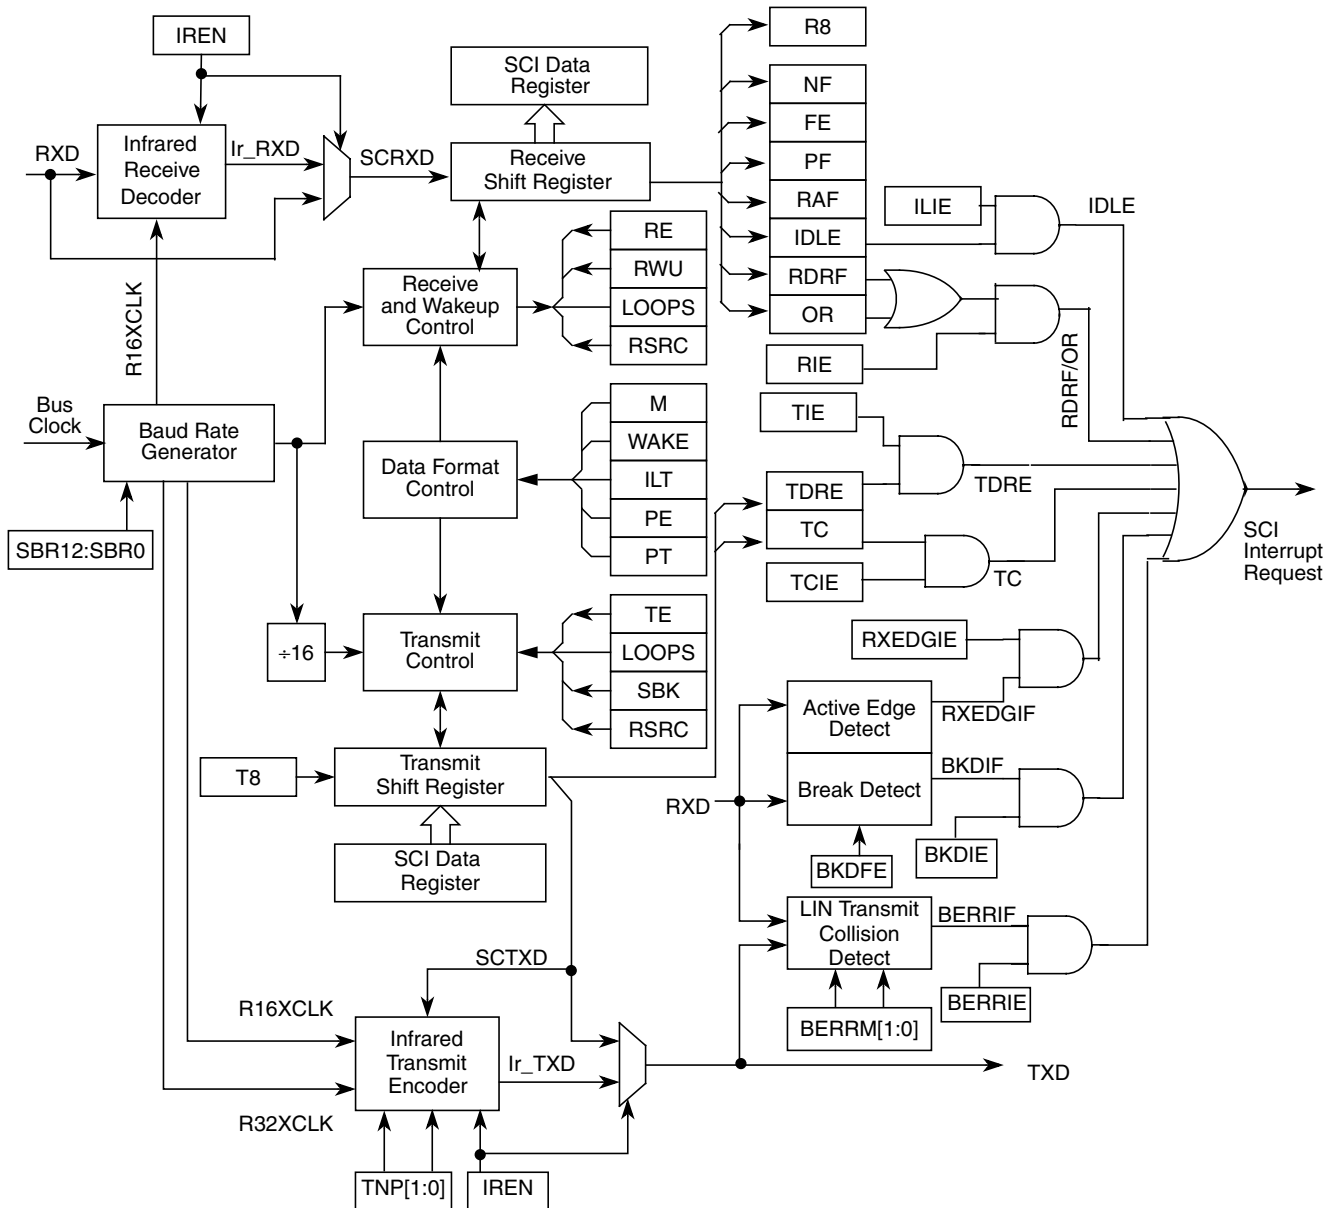 IREN
SCI Data
Register
R8
NF
FE
PF
RAF
IDLE
RDRF
OR
RXD
Infrared
Receive
Decoder
Ir_RXD
SCRXD
Receive
Shift Register
ILIE
IDLE
RE
RWU
LOOPS
RSRC
Receive
and Wakeup
Control
R16XCLK
RIE
RDRF/OR
Bus
Clock
Baud Rate
Generator
M
WAKE
ILT
PE
PT
Data Format
Control
TIE
TDRE
TC
TCIE
TDRE
TC
SCI
Interrupt
Request
SBR12:SBR0
÷16
Transmit
Control
TE
LOOPS
SBK
RSRC
RXEDGIE
Active Edge
Detect
RXEDGIF
T8
Transmit
Shift Register
RXD
Break Detect
BKDIF
BKDIE
BKDFE
SCI Data
Register
LIN Transmit
Collision
Detect
BERRIF
BERRIE
BERRM[1:0]
SCTXD
R16XCLK
Infrared
Transmit
Encoder
Ir_TXD
TXD
R32XCLK
TNP[1:0]
IREN